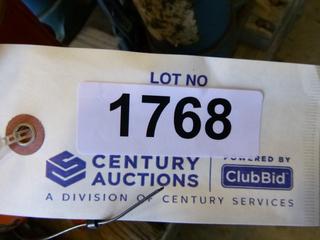 LOT NO
1768
CENTURY AUCTIONS
POWERED BY
ClubBid
A DIVISION OF CENTURY SERVICES